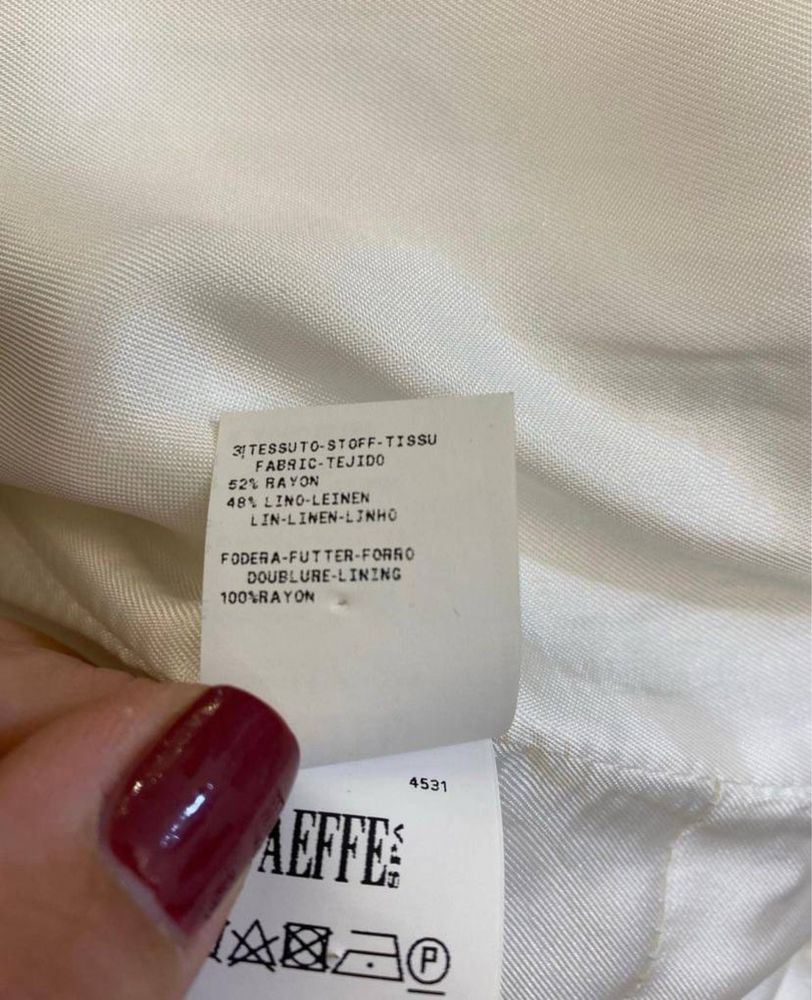 3!TESSUTO-STOFF-TISSU
FABRIC-TEJIDO
52% RAYON
48% LINO-LEINEN
LIN-LINEN-LINHO
FODERA-FUTTER-FORRO
DOUBLURE-LINING
100%RAYON
4531
AEFFE
P